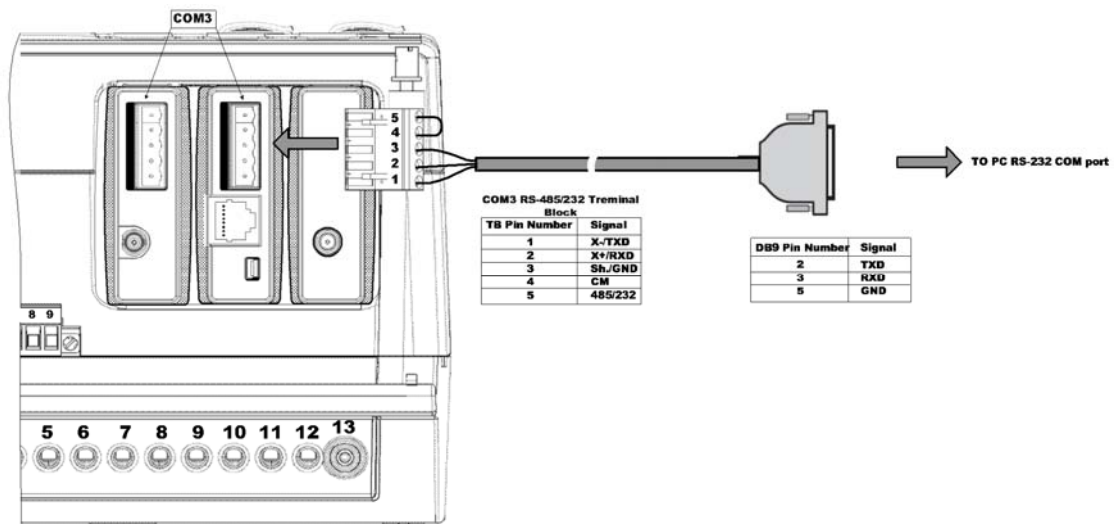 COM3
5
4
3
2
1
TO PC RS-232 COM port
COM3 RS-485/232 Treminal
Block
TB Pin Number Signal
1 X-/TXD
2 X+/RXD
3 Sh./GND
4 CM
5 485/232
DB9 Pin Number Signal
2 TXD
3 RXD
5 GND
8 9
5 6 7 8 9 10 11 12 13